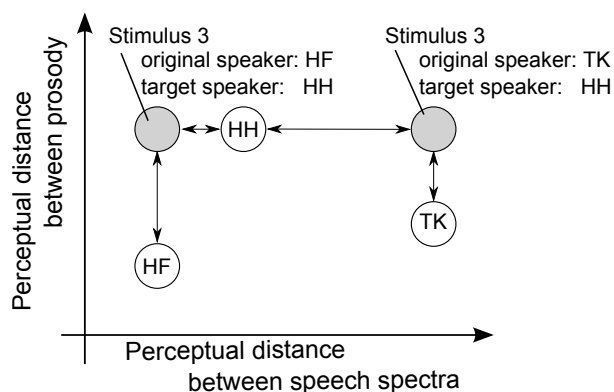 Stimulus 3
original speaker: HF
target speaker: HH
Stimulus 3
original speaker: TK
target speaker: HH
HH
TK
HF
Perceptual distance
between prosody
Perceptual distance
between speech spectra